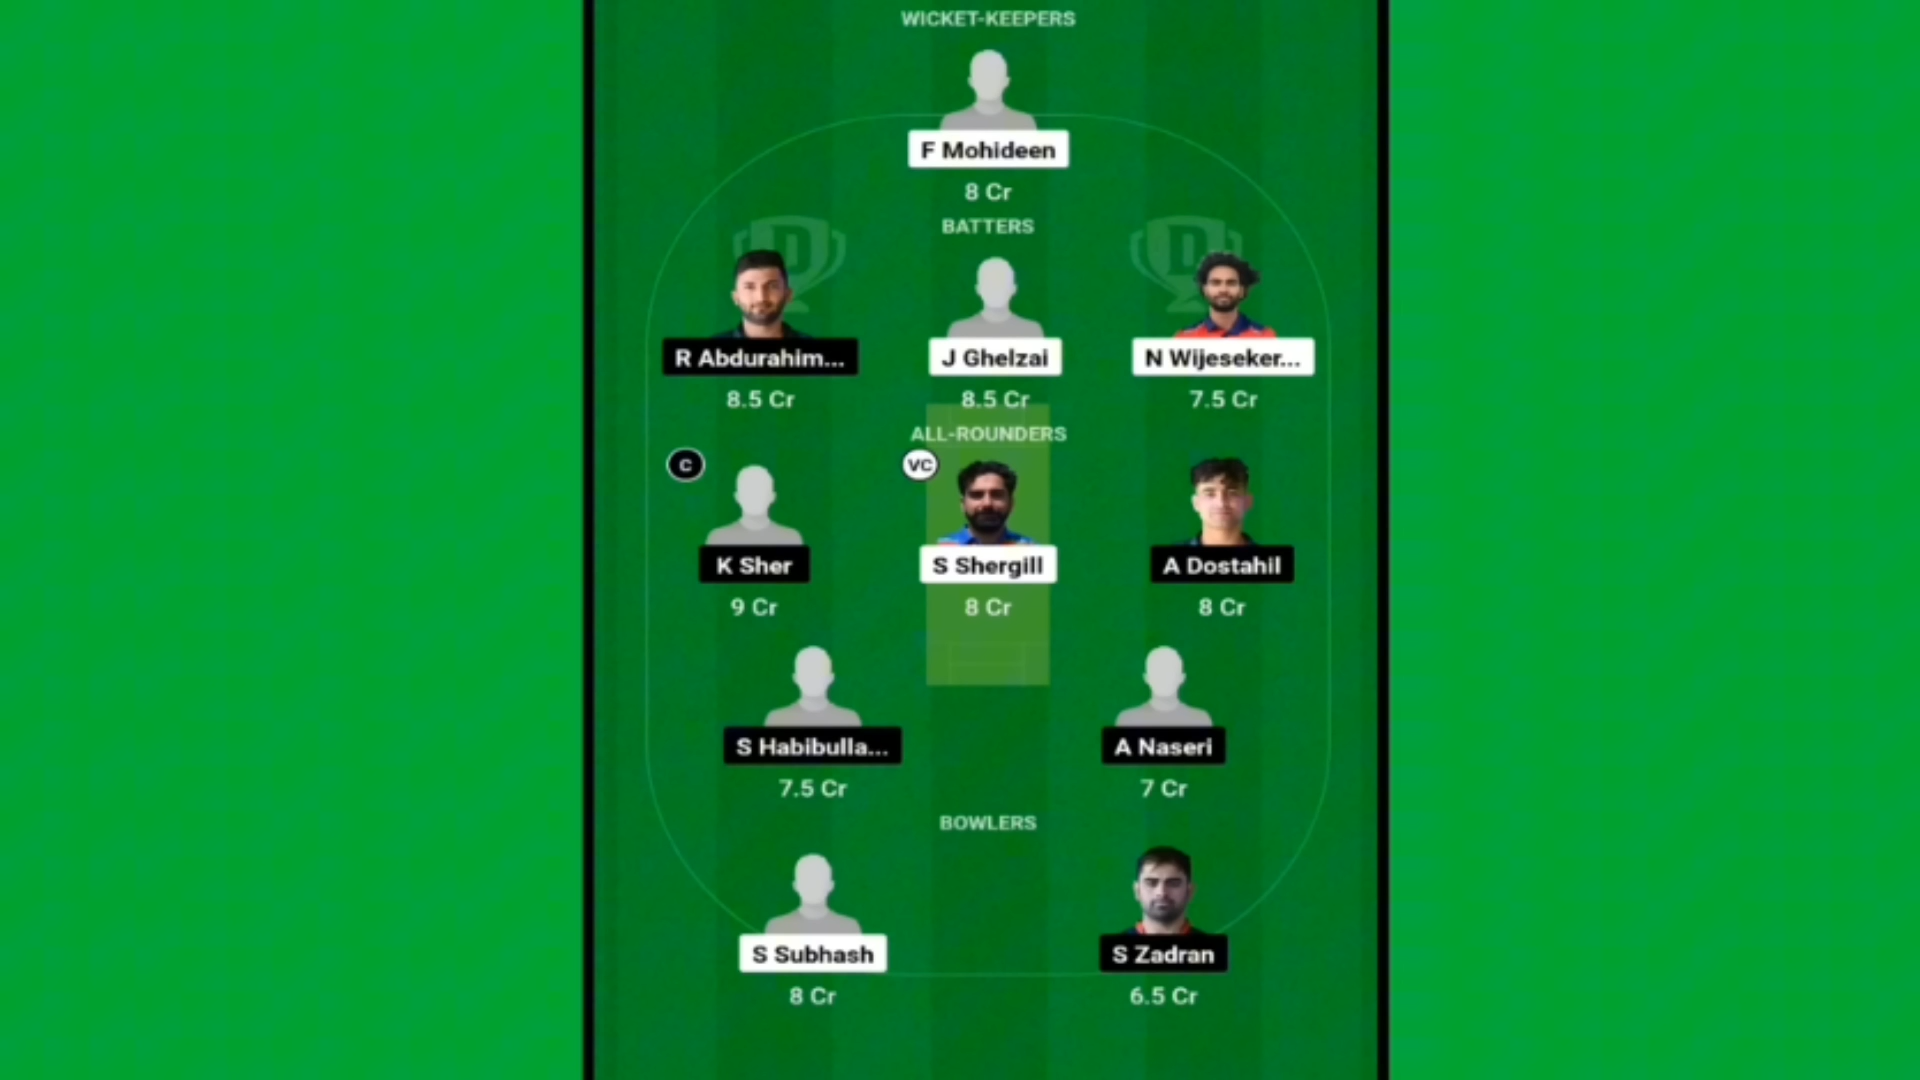 WICKET-KEEPERS
F Mohideen
8 Cr
BATTERS
R Abdurahim...
J Ghelzai
N Wijeseker...
8.5 Cr
8.5 Cr
7.5 Cr
ALL-ROUNDERS
C
VC
K Sher
S Shergill
A Dostahil
9 Cr
8 Cr
8 Cr
S Habibulla...
A Naseri
7.5 Cr
7 Cr
BOWLERS
S Subhash
S Zadran
8 Cr
6.5 Cr